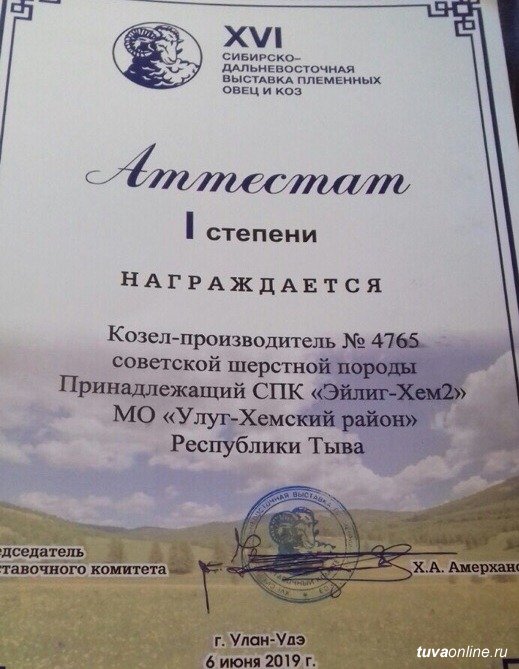 XVI
СИБИРСКО-
ДАЛЬНЕВОСТОЧНАЯ
ВЫСТАВКА ПЛЕМЕННЫХ
ОВЕЦ И КОЗ
Аттестат
I степени
НАГРАЖДАЕТСЯ
Козел-производитель № 4765
советской шерстной породы
Принадлежащий СПК «Эйлиг-Хем2»
МО «Улуг-Хемский район»
Республики Тыва
едседатель
ставочного комитета
Х.А. Амерханов
г. Улан-Удэ
6 июня 2019 г.
tuvaonline.ru